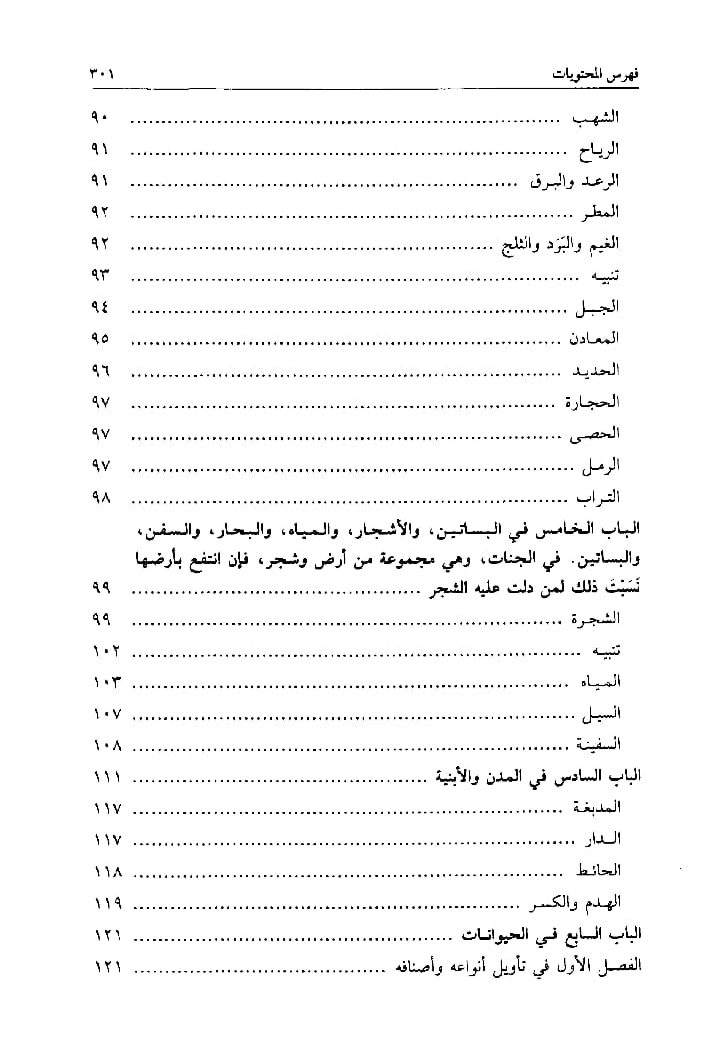 فهرس المحتويات ٣٠١
الشهب ........ ٩٠
الرياح ........ ٩١
الرعد والبرق ........ ٩١
المطر ........ ٩٢
الغيم والبَرَد والثلج ........ ٩٢
تنبيه ........ ٩٣
الجبل ........ ٩٤
المعادن ........ ٩٥
الحديد ........ ٩٦
الحجارة ........ ٩٧
الحصى ........ ٩٧
الرمل ........ ٩٧
التراب ........ ٩٨
الباب الخامس في البساتين، والأشجار، والمياه، والبحار، والسفن،
والبساتين. في الجنات، وهي مجموعة من أرض وشجر، فإن انتفع بأرضها
نَسَبْتَ ذلك لمن دلت عليه الشجر ........ ٩٩
الشجرة ........ ٩٩
تنبيه ........ ١٠٢
المياه ........ ١٠٣
السيل ........ ١٠٧
السفينة ........ ١٠٨
الباب السادس في المدن والأبنية ........ ١١١
المدبغة ........ ١١٧
الدار ........ ١١٧
الحائط ........ ١١٨
الهدم والكسر ........ ١١٩
الباب السابع في الحيوانات ........ ١٢١
الفصل الأول في تأويل أنواعه وأصنافه ........ ١٢١